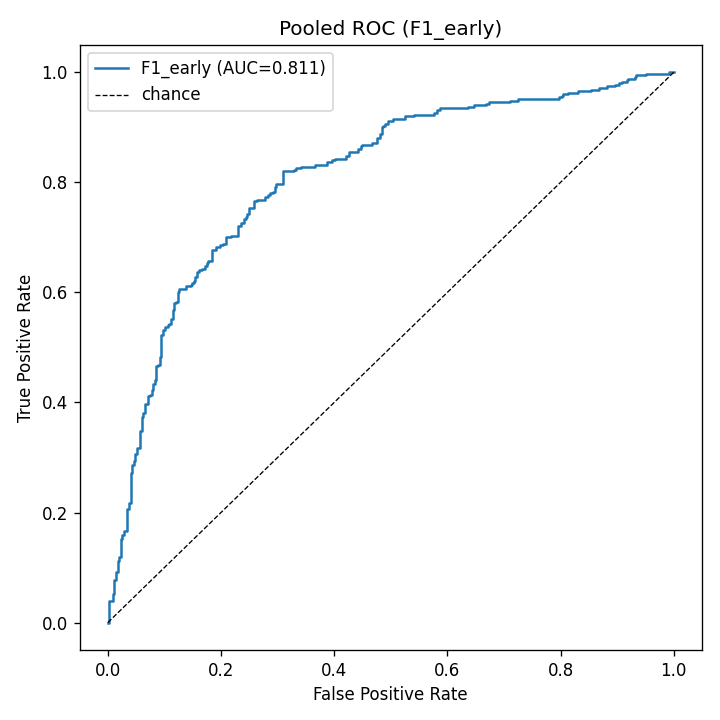 Pooled ROC (F1_early)
F1_early (AUC=0.811)
chance
1.0
0.8
0.6
0.4
0.2
0.0
True Positive Rate
0.0 0.2 0.4 0.6 0.8 1.0
False Positive Rate